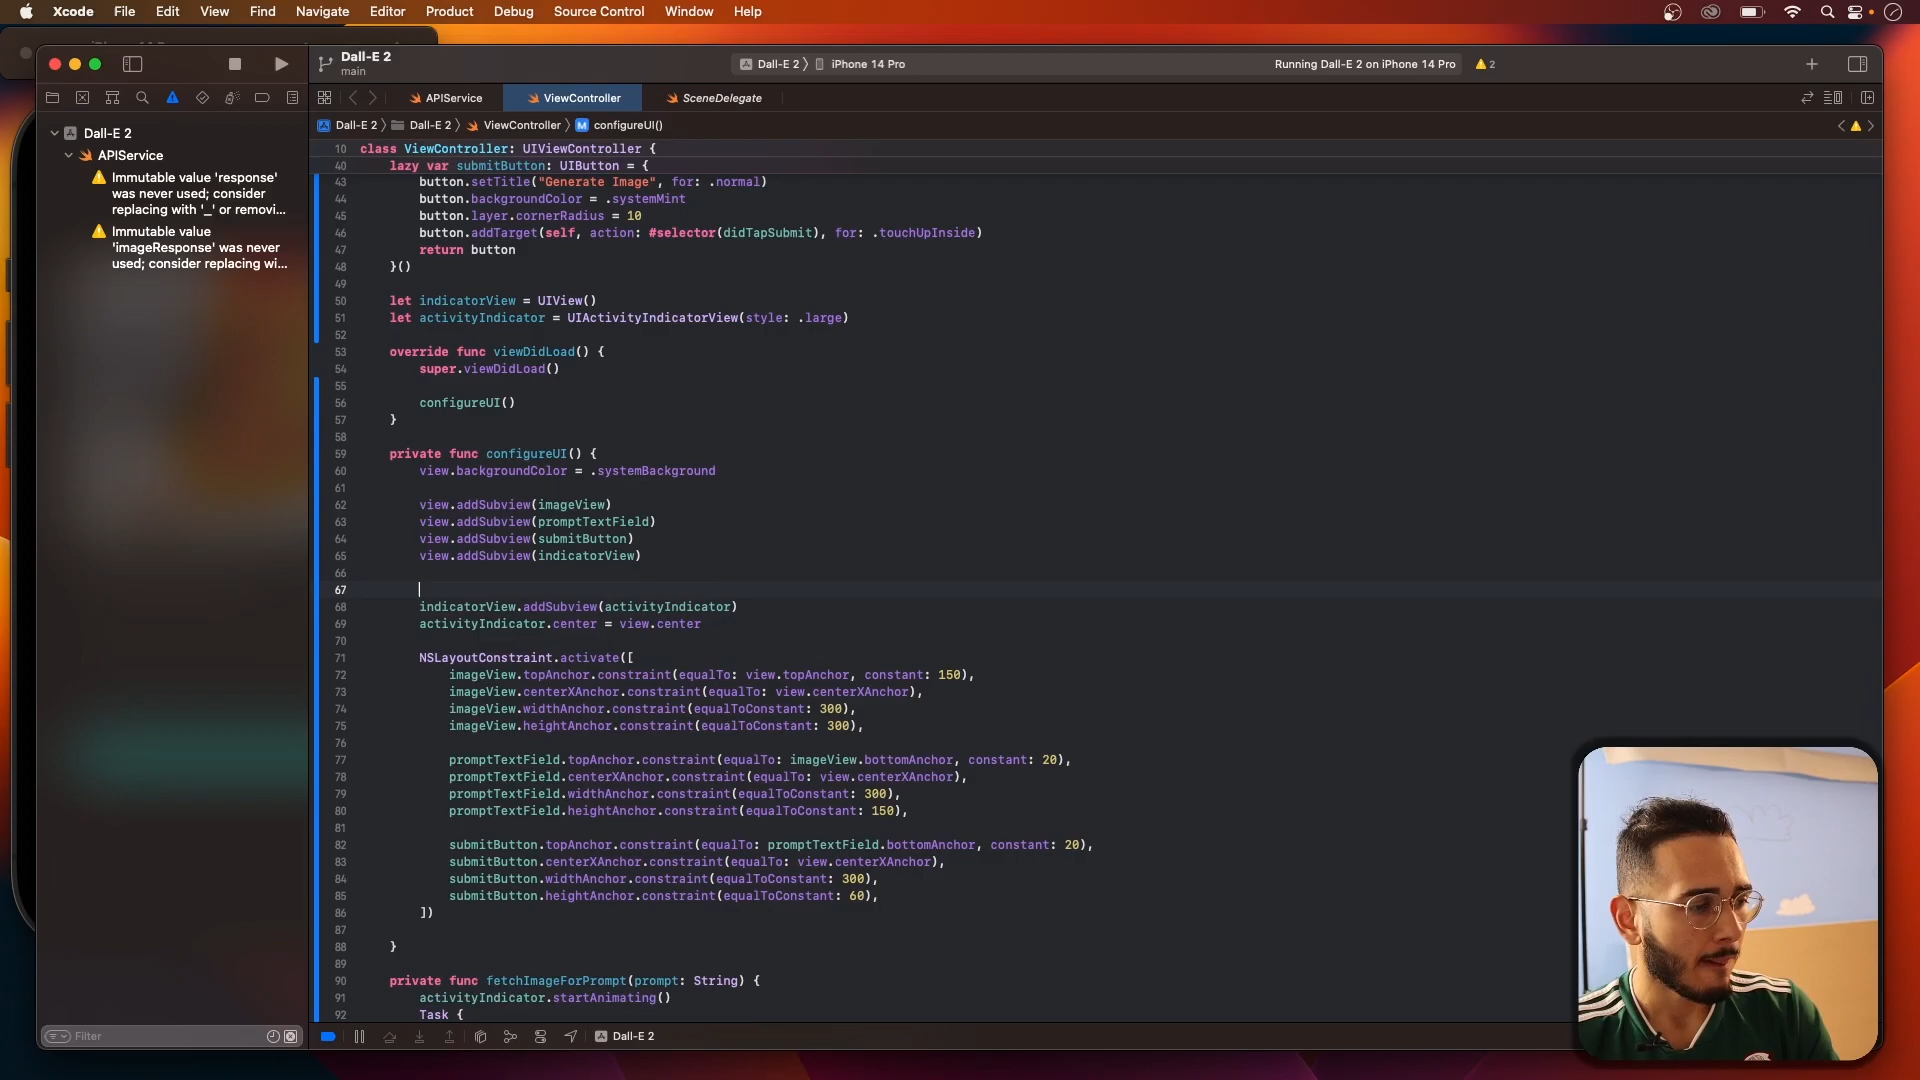 Xcode File Edit View Find Navigate Editor Product Debug Source Control Window Help
Dall-E 2
main
Dall-E 2 iPhone 14 Pro
Running Dall-E 2 on iPhone 14 Pro
2
APIService ViewController SceneDelegate
Dall-E 2 Dall-E 2 ViewController M configureUI()
Dall-E 2
APIService
Immutable value 'response'
was never used; consider
replacing with '_' or removi...
Immutable value
'imageResponse' was never
used; consider replacing wi...
Filter
10 class ViewController: UIViewController {
40 lazy var submitButton: UIButton = {
43 button.setTitle("Generate Image", for: .normal)
44 button.backgroundColor = .systemMint
45 button.layer.cornerRadius = 10
46 button.addTarget(self, action: #selector(didTapSubmit), for: .touchUpInside)
47 return button
48 }()
49
50 let indicatorView = UIView()
51 let activityIndicator = UIActivityIndicatorView(style: .large)
52
53 override func viewDidLoad() {
54 super.viewDidLoad()
55
56 configureUI()
57 }
58
59 private func configureUI() {
60 view.backgroundColor = .systemBackground
61
62 view.addSubview(imageView)
63 view.addSubview(promptTextField)
64 view.addSubview(submitButton)
65 view.addSubview(indicatorView)
66
67
68 indicatorView.addSubview(activityIndicator)
69 activityIndicator.center = view.center
70
71 NSLayoutConstraint.activate([
72 imageView.topAnchor.constraint(equalTo: view.topAnchor, constant: 150),
73 imageView.centerXAnchor.constraint(equalTo: view.centerXAnchor),
74 imageView.widthAnchor.constraint(equalToConstant: 300),
75 imageView.heightAnchor.constraint(equalToConstant: 300),
76
77 promptTextField.topAnchor.constraint(equalTo: imageView.bottomAnchor, constant: 20),
78 promptTextField.centerXAnchor.constraint(equalTo: view.centerXAnchor),
79 promptTextField.widthAnchor.constraint(equalToConstant: 300),
80 promptTextField.heightAnchor.constraint(equalToConstant: 150),
81
82 submitButton.topAnchor.constraint(equalTo: promptTextField.bottomAnchor, constant: 20),
83 submitButton.centerXAnchor.constraint(equalTo: view.centerXAnchor),
84 submitButton.widthAnchor.constraint(equalToConstant: 300),
85 submitButton.heightAnchor.constraint(equalToConstant: 60),
86 ])
87
88 }
89
90 private func fetchImageForPrompt(prompt: String) {
91 activityIndicator.startAnimating()
92 Task {
Dall-E 2